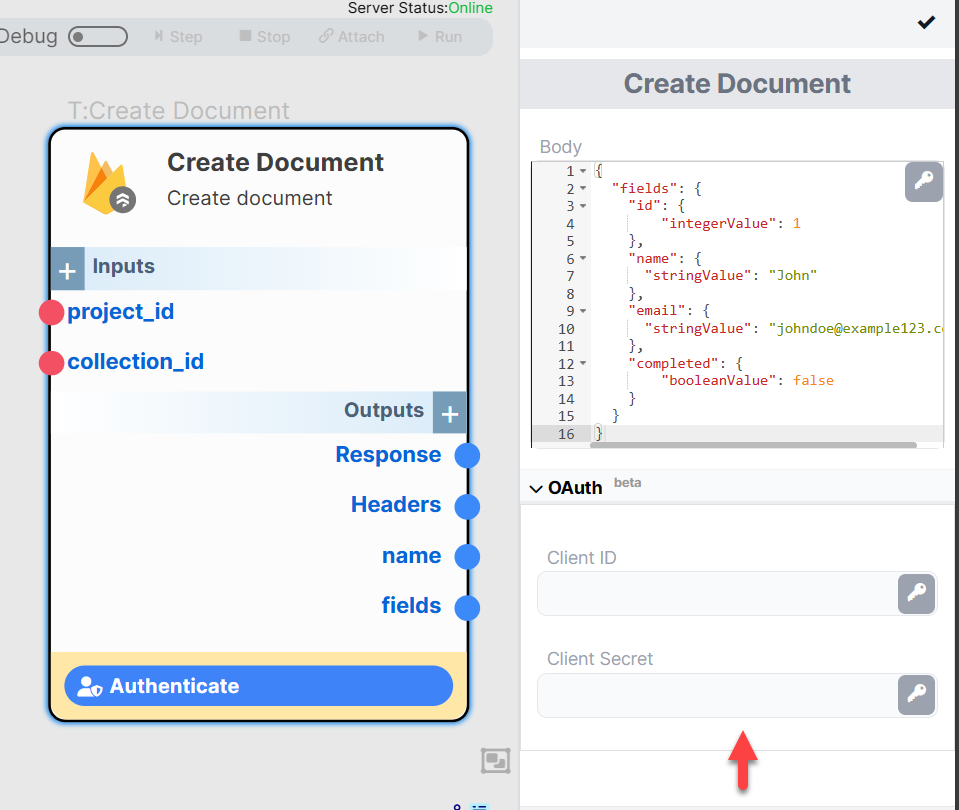 Server Status:Online
Debug Step Stop Attach Run
T:Create Document
Create Document
Create document
Inputs
project_id
collection_id
Outputs
Response
Headers
name
fields
Authenticate
Create Document
Body
1 {
2 "fields": {
3 "id": {
4 "integerValue": 1
5 },
6 "name": {
7 "stringValue": "John"
8 },
9 "email": {
10 "stringValue": "johndoe@example123.c
11 },
12 "completed": {
13 "booleanValue": false
14 }
15 }
16 }
OAuth beta
Client ID
Client Secret